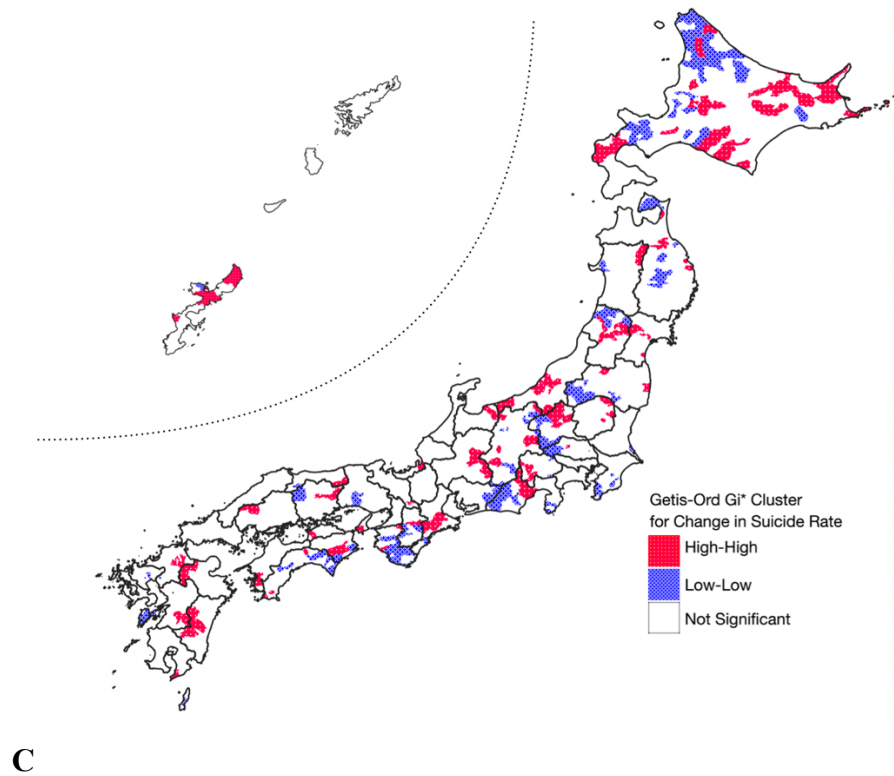 Getis-Ord Gi* Cluster
for Change in Suicide Rate
High-High
Low-Low
Not Significant
C